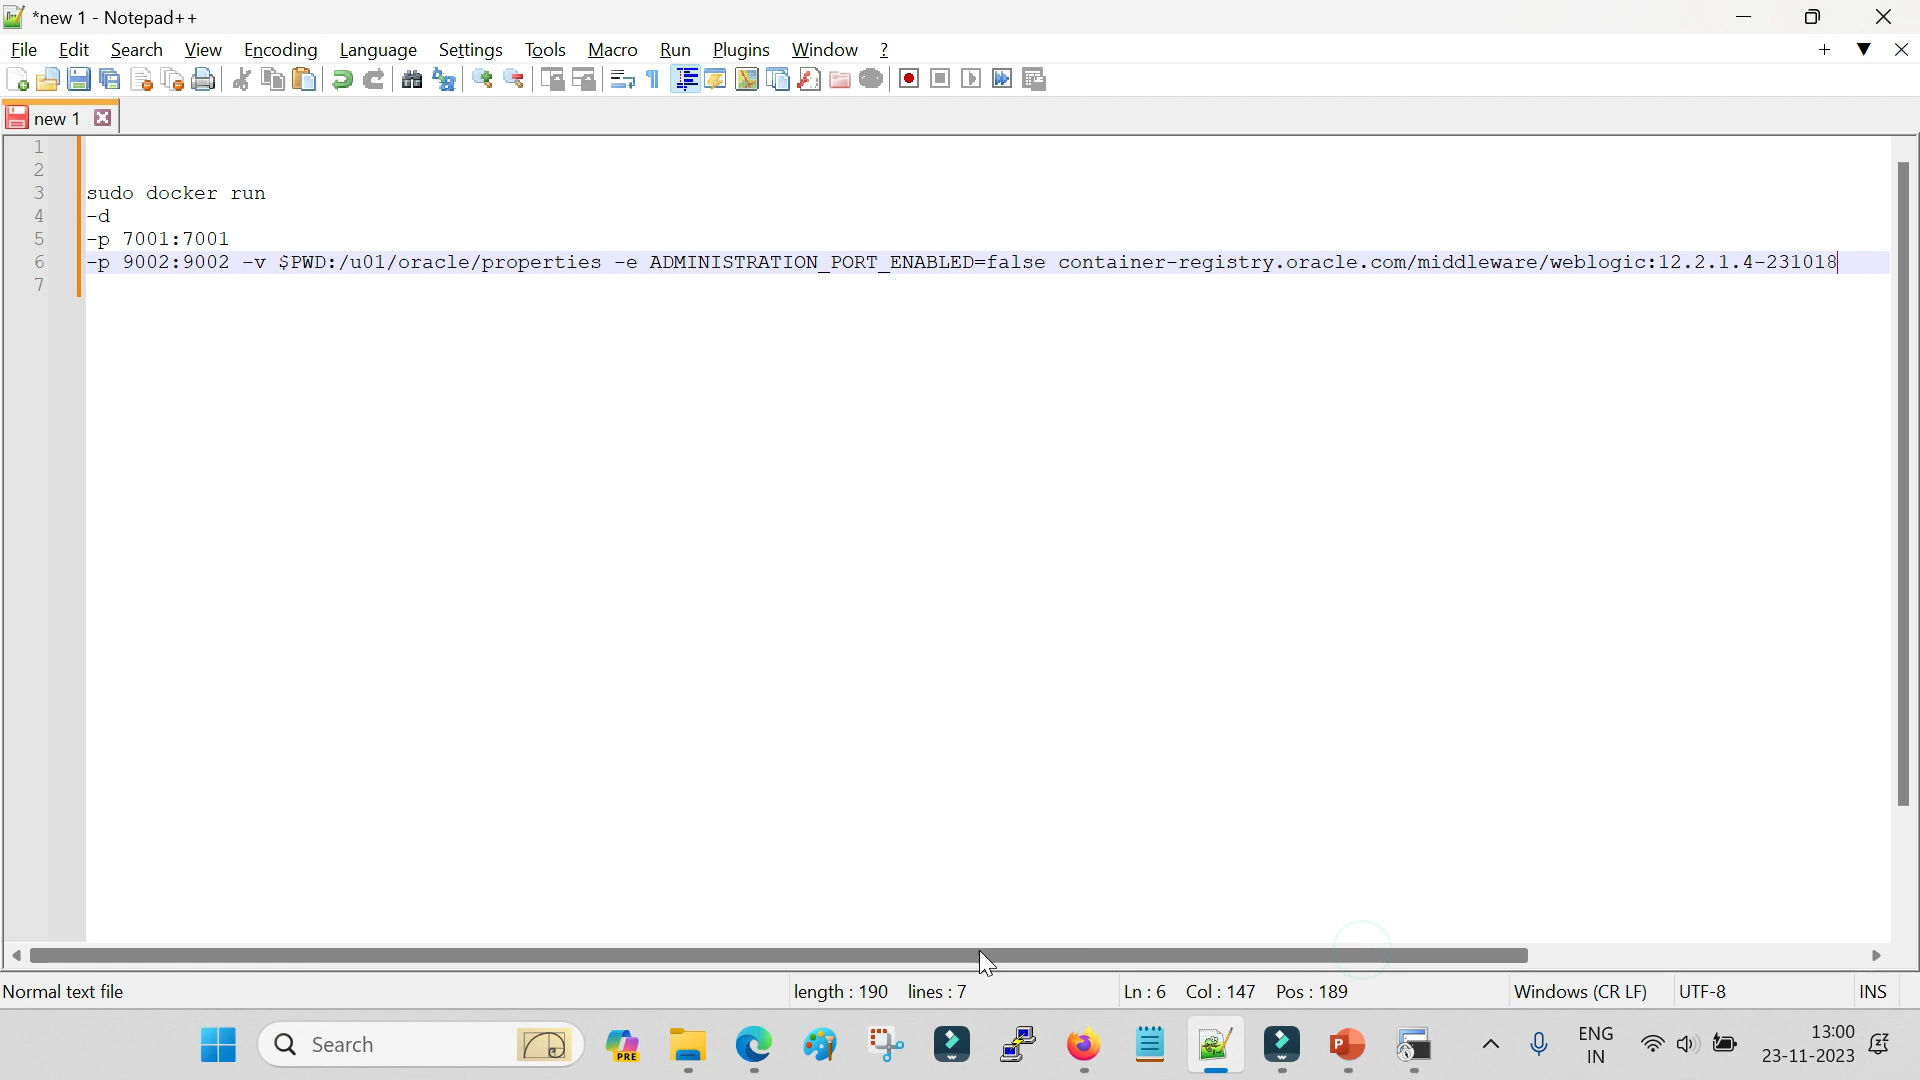 *new 1 - Notepad++
File Edit Search View Encoding Language Settings Tools Macro Run Plugins Window ?
new 1
1
2
3 sudo docker run
4 -d
5 -p 7001:7001
6 -p 9002:9002 -v $PWD:/u01/oracle/properties -e ADMINISTRATION_PORT_ENABLED=false container-registry.oracle.com/middleware/weblogic:12.2.1.4-231018
7
Normal text file length : 190 lines : 7 Ln : 6 Col : 147 Pos : 189 Windows (CR LF) UTF-8 INS
Search PRE ENG 13:00
IN 23-11-2023